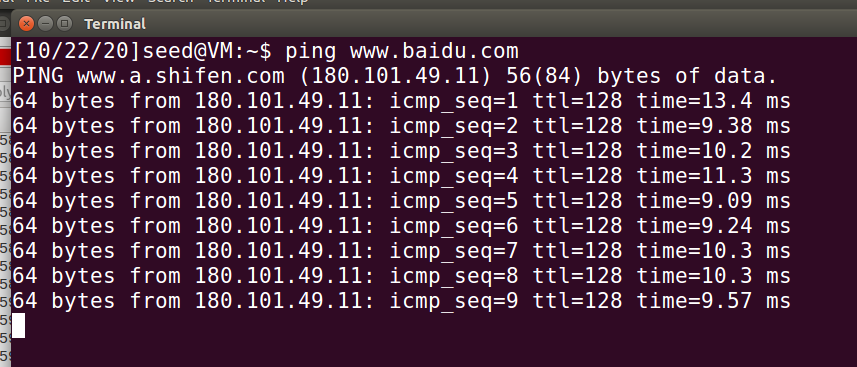 Terminal
[10/22/20]seed@VM:~$ ping www.baidu.com
PING www.a.shifen.com (180.101.49.11) 56(84) bytes of data.
64 bytes from 180.101.49.11: icmp_seq=1 ttl=128 time=13.4 ms
64 bytes from 180.101.49.11: icmp_seq=2 ttl=128 time=9.38 ms
64 bytes from 180.101.49.11: icmp_seq=3 ttl=128 time=10.2 ms
64 bytes from 180.101.49.11: icmp_seq=4 ttl=128 time=11.3 ms
64 bytes from 180.101.49.11: icmp_seq=5 ttl=128 time=9.09 ms
64 bytes from 180.101.49.11: icmp_seq=6 ttl=128 time=9.24 ms
64 bytes from 180.101.49.11: icmp_seq=7 ttl=128 time=10.3 ms
64 bytes from 180.101.49.11: icmp_seq=8 ttl=128 time=10.3 ms
64 bytes from 180.101.49.11: icmp_seq=9 ttl=128 time=9.57 ms